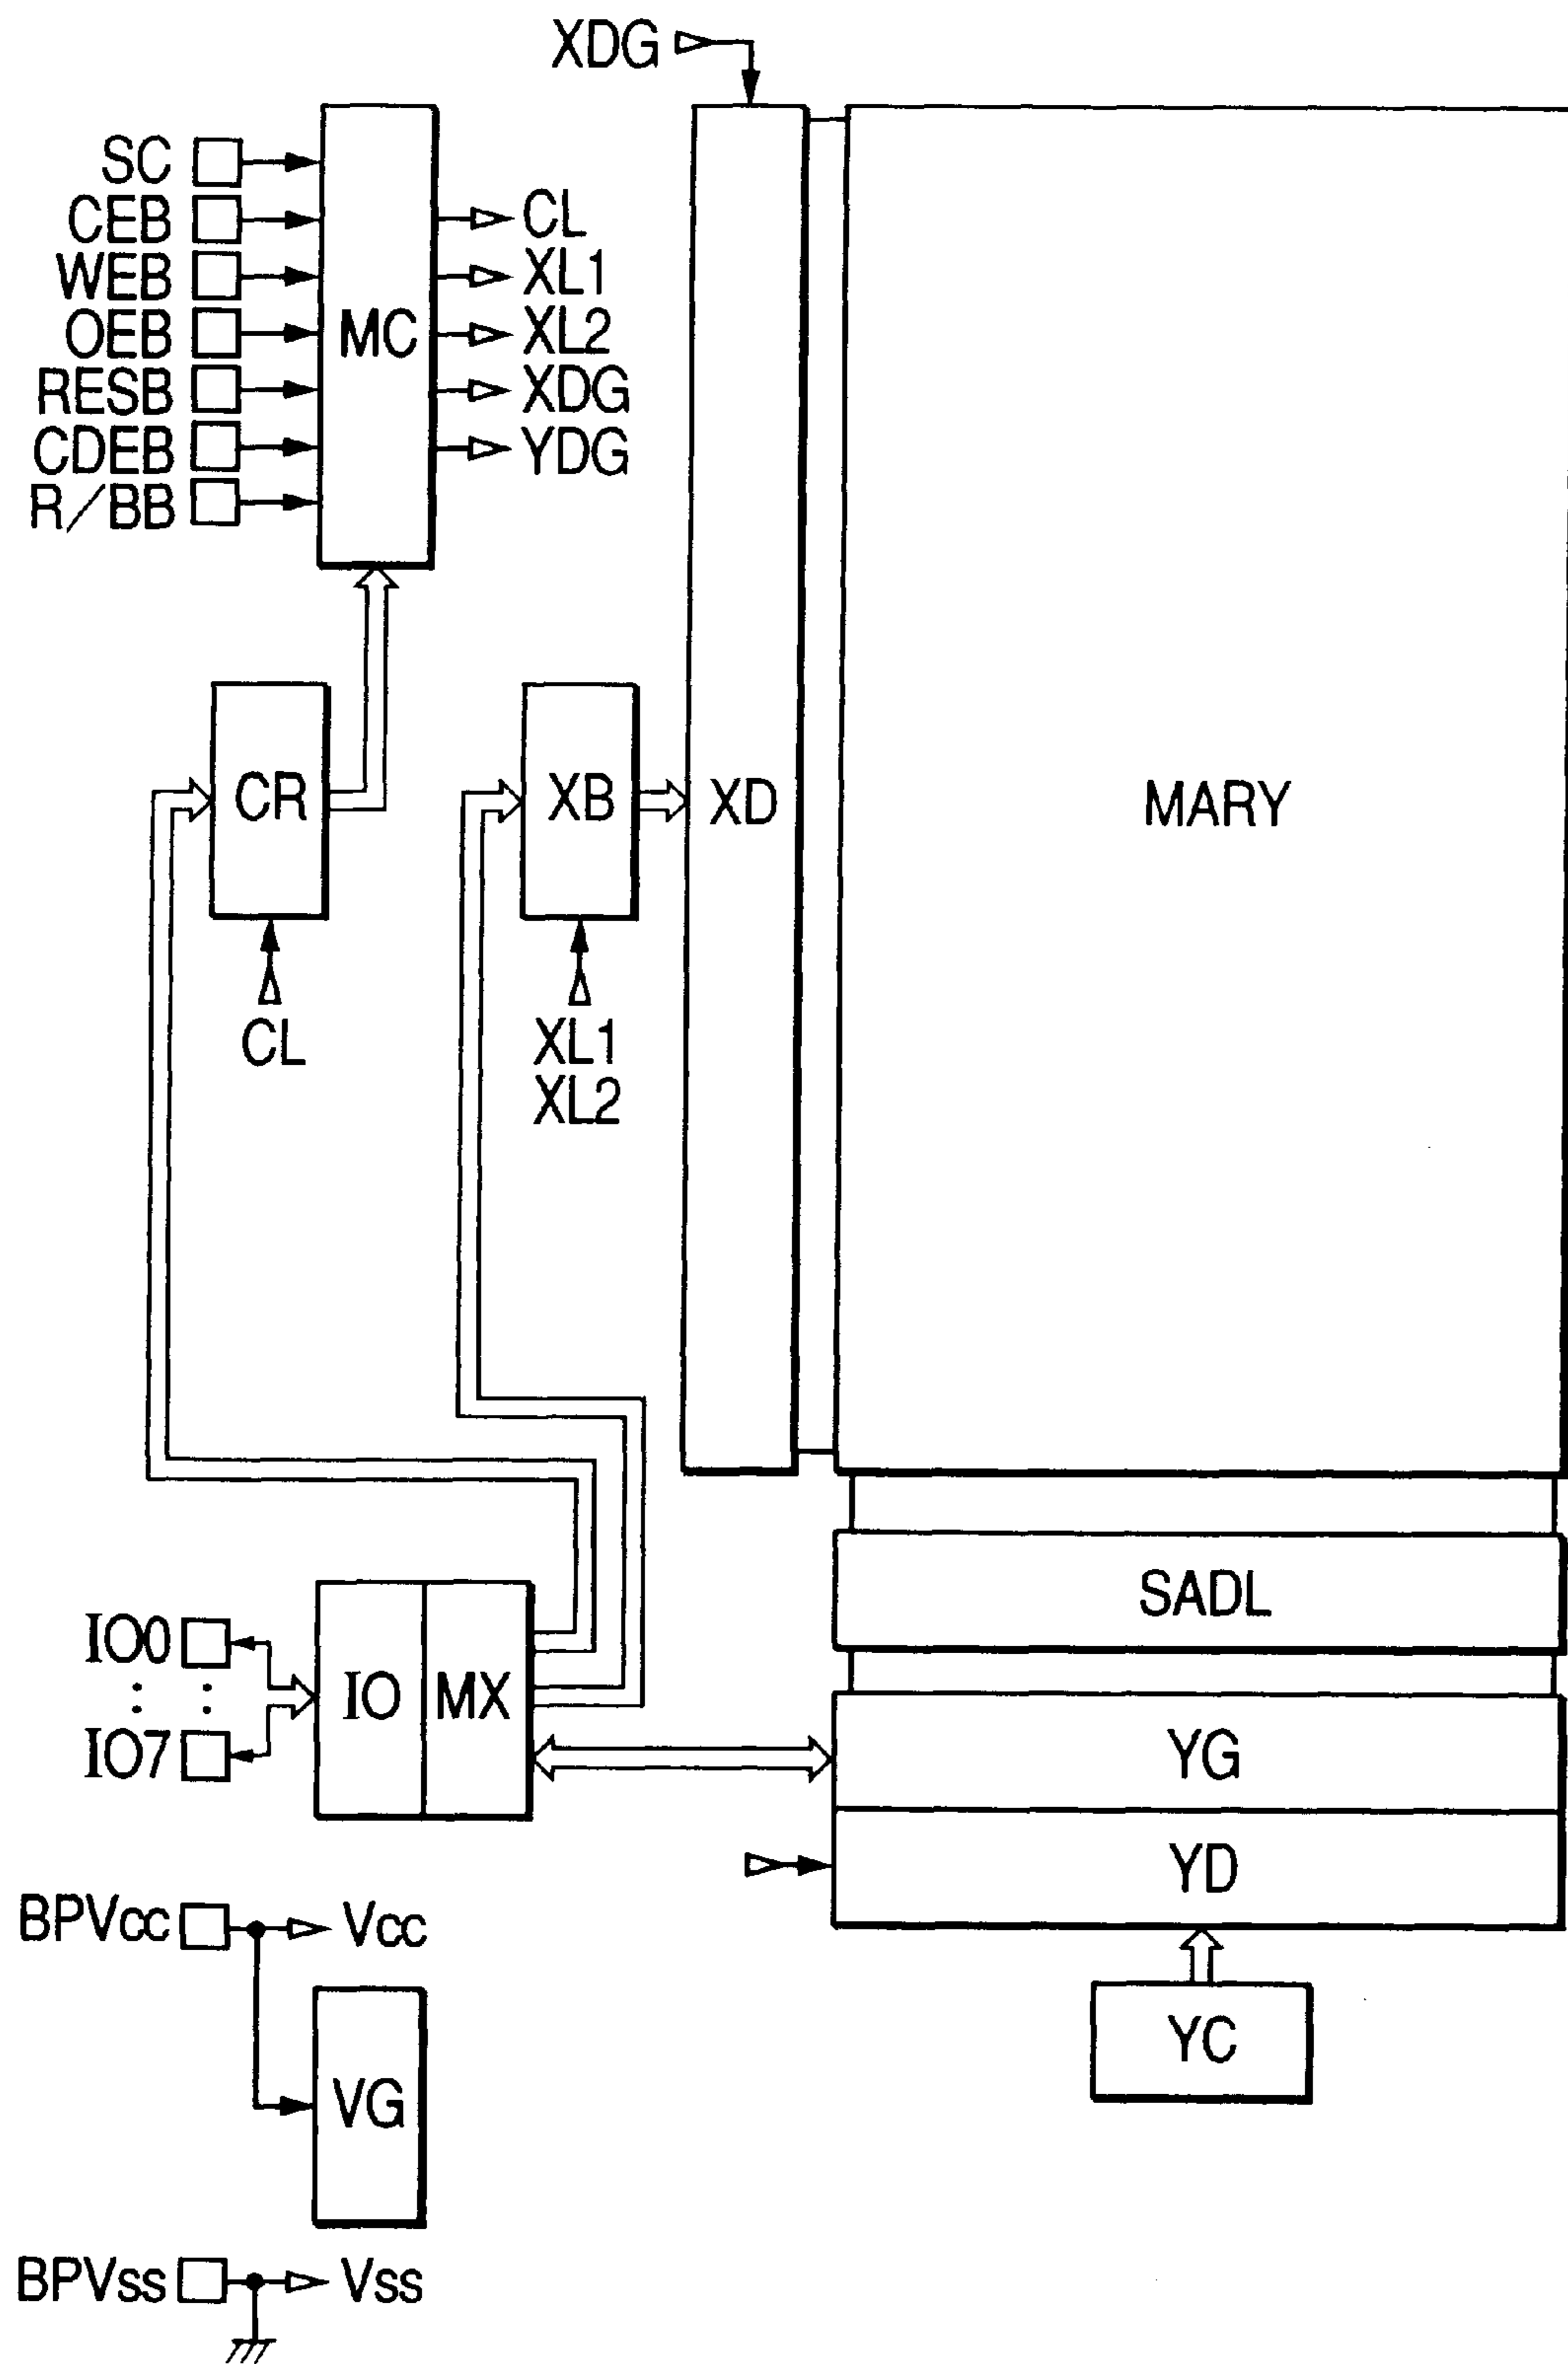 XDG
SC
CEB
WEB
OEB
RESB
CDEB
R/BB
MC
CL
XL1
XL2
XDG
YDG
CR
XB
XD
MARY
CL
XL1
XL2
SADL
IO0
:
:
IO7
IO
MX
YG
YD
BPVCC
VCC
YC
VG
BPVSS
VSS